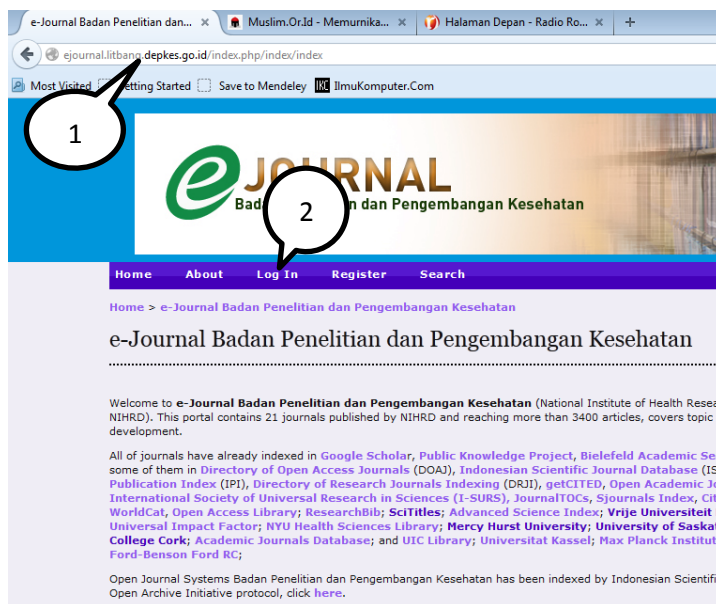 e-Journal Badan Penelitian dan... × Muslim.Or.Id - Memurnika... × Halaman Depan - Radio Ro... × +
ejournal.litbang.depkes.go.id/index.php/index/index
Most Visited Getting Started Save to Mendeley IKC IlmuKomputer.Com
1
eJOURNAL
Badan dan Pengembangan Kesehatan
2
Home About Log In Register Search
Home > e-Journal Badan Penelitian dan Pengembangan Kesehatan
e-Journal Badan Penelitian dan Pengembangan Kesehatan
Welcome to e-Journal Badan Penelitian dan Pengembangan Kesehatan (National Institute of Health Resea
NIHRD). This portal contains 21 journals published by NIHRD and reaching more than 3400 articles, covers topic
development.
All of journals have already indexed in Google Scholar, Public Knowledge Project, Bielefeld Academic Se
some of them in Directory of Open Access Journals (DOAJ), Indonesian Scientific Journal Database (IS
Publication Index (IPI), Directory of Research Journals Indexing (DRJI), getCITED, Open Academic Jo
International Society of Universal Research in Sciences (I-SURS), JournalTOCs, Sjournals Index, Cit
WorldCat, Open Access Library; ResearchBib; SciTitles; Advanced Science Index; Vrije Universiteit
Universal Impact Factor; NYU Health Sciences Library; Mercy Hurst University; University of Saskat
College Cork; Academic Journals Database; and UIC Library; Universitat Kassel; Max Planck Institut
Ford-Benson Ford RC;
Open Journal Systems Badan Penelitian dan Pengembangan Kesehatan has been indexed by Indonesian Scientifi
Open Archive Initiative protocol, click here.